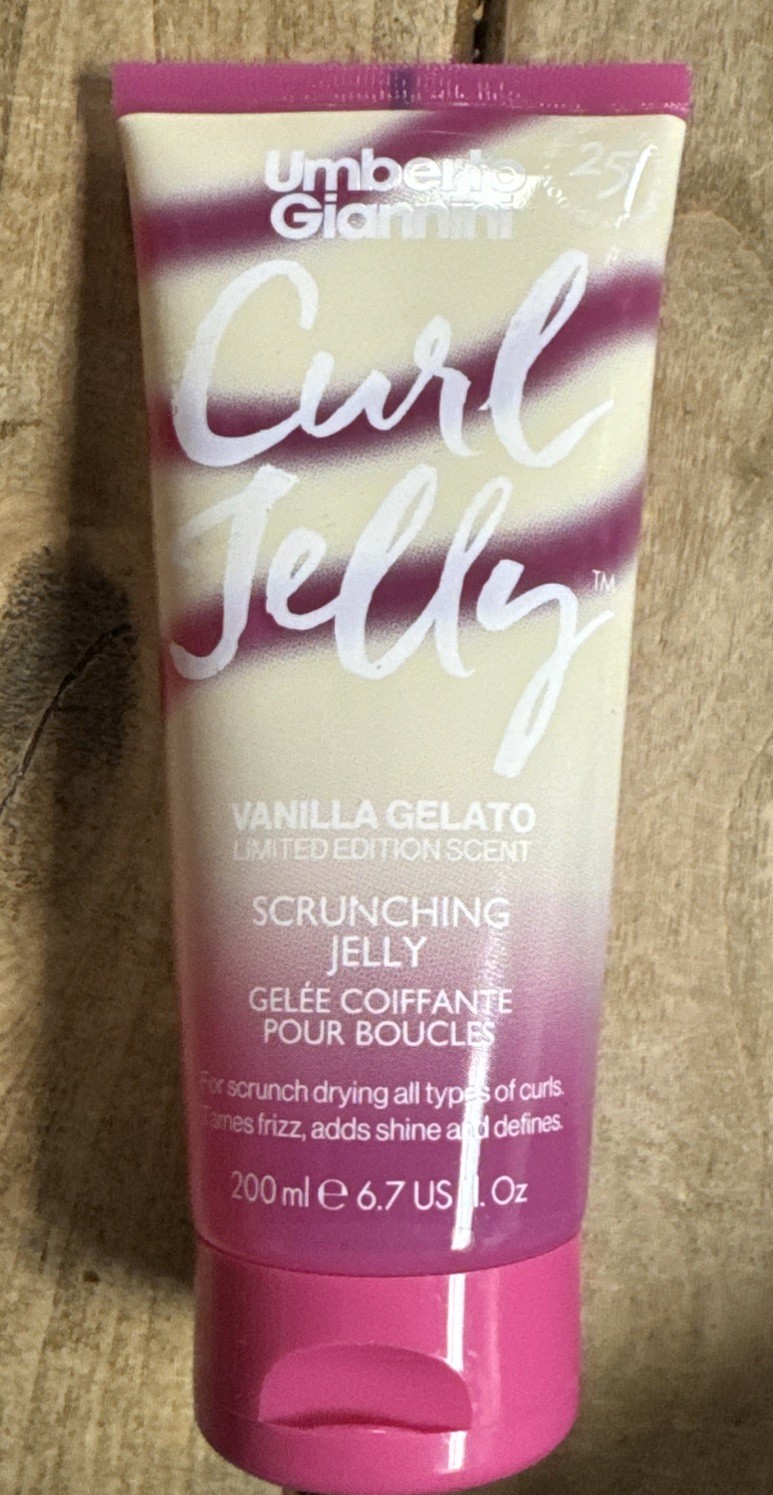 Umberto
Giannini
25
Curl
Jelly™
VANILLA GELATO
LIMITED EDITION SCENT
SCRUNCHING
JELLY
GELÉE COIFFANTE
POUR BOUCLES
For scrunch drying all types of curls.
Tames frizz, adds shine and defines.
200 ml ℮ 6.7 US Fl. Oz